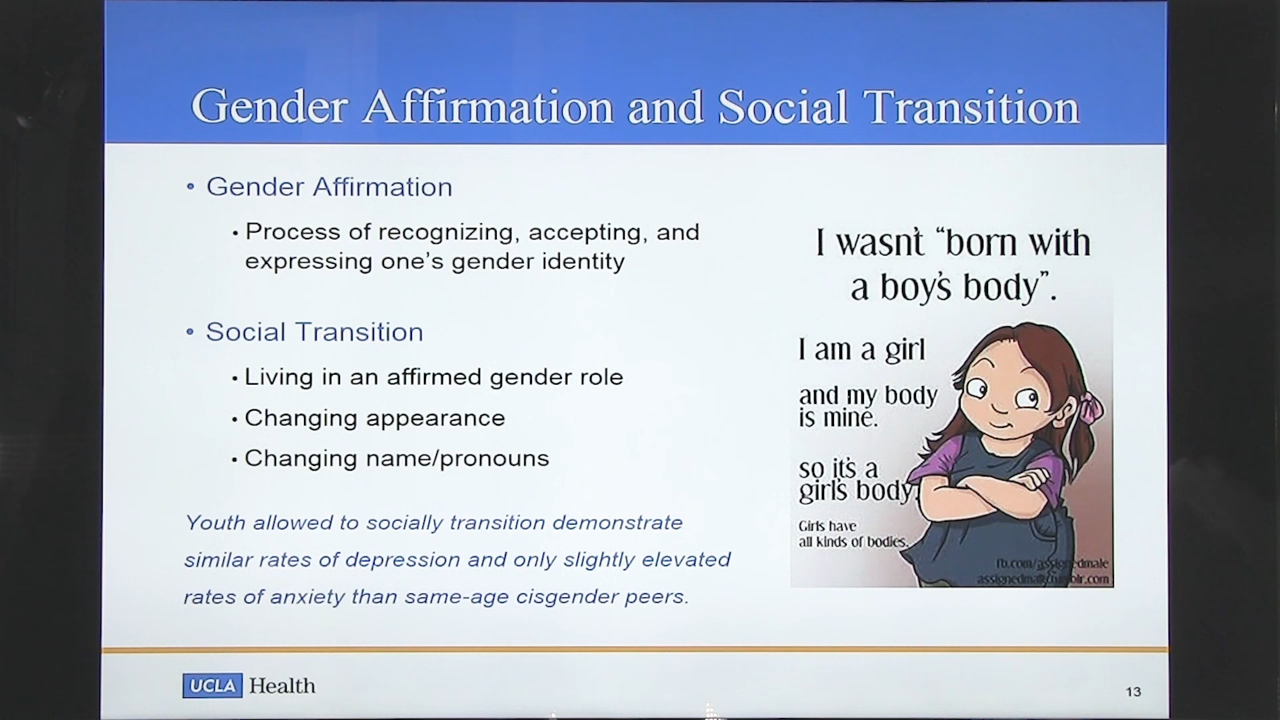 Gender Affirmation and Social Transition
• Gender Affirmation
• Process of recognizing, accepting, and
expressing one's gender identity
• Social Transition
• Living in an affirmed gender role
• Changing appearance
• Changing name/pronouns
Youth allowed to socially transition demonstrate
similar rates of depression and only slightly elevated
rates of anxiety than same-age cisgender peers.
I wasn't “born with
a boy's body”.
I am a girl
and my body
is mine.
so it's a
girls body
Girls have
all kinds of bodies.
fb.com/assignedmale
UCLA Health
13